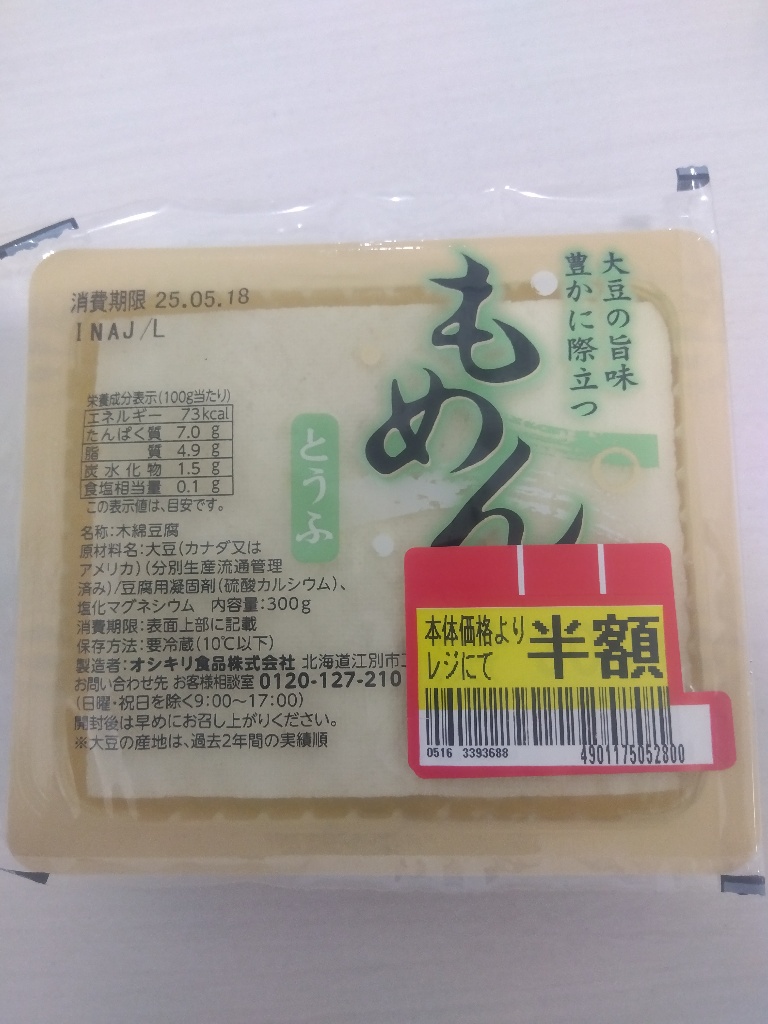 大豆の旨味
豊かに際立つ
もめん
とうふ
消費期限 25.05.18
INAJ/L
栄養成分表示(100g当たり)
エネルギー 73kcal
たんぱく質 7.0 g
脂質 4.9 g
炭水化物 1.5 g
食塩相当量 0.1 g
この表示値は、目安です。
名称:木綿豆腐
原材料名:大豆(カナダ又は
アメリカ)(分別生産流通管理
済み)/豆腐用凝固剤(硫酸カルシウム)、
塩化マグネシウム 内容量:300g
消費期限:表面上部に記載
保存方法:要冷蔵(10℃以下)
製造者:オシキリ食品株式会社 北海道江別市工
お問い合わせ先 お客様相談室 0120-127-210
(日曜・祝日を除く9:00〜17:00)
開封後は早めにお召し上がりください。
※大豆の産地は、過去2年間の実績順
本体価格より
レジにて
半額
0516 3393688
4901175052800